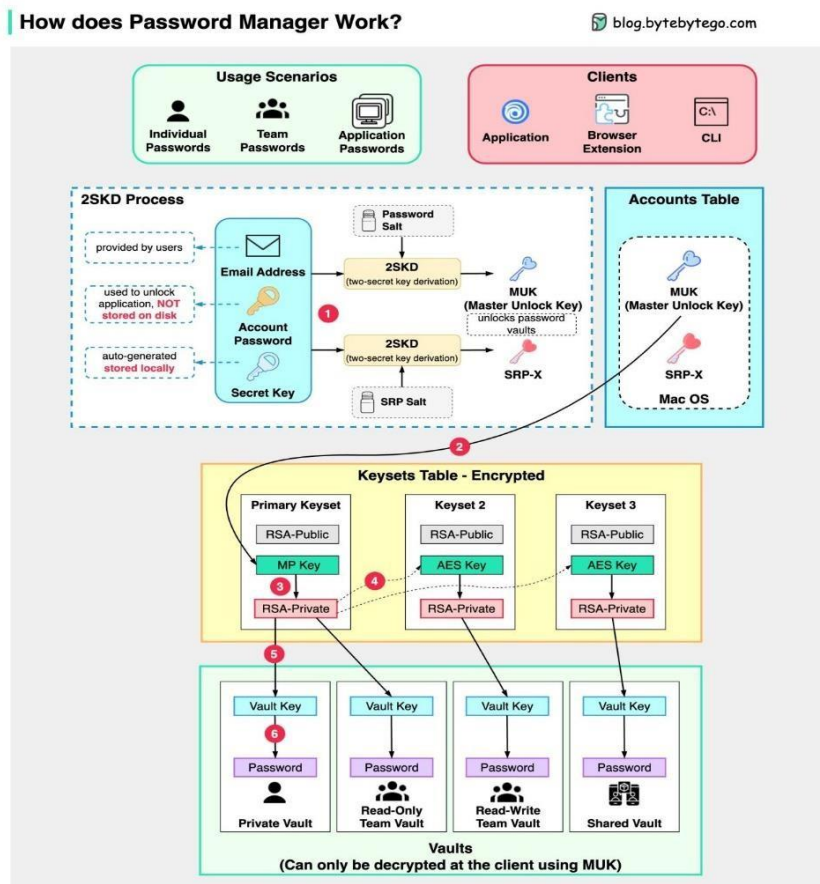 How does Password Manager Work?
blog.bytebytego.com
Usage Scenarios
Individual
Passwords
Team
Passwords
Application
Passwords
Clients
Application
Browser
Extension
C:\
CLI
2SKD Process
provided by users
used to unlock
application, NOT
stored on disk
auto-generated
stored locally
Email Address
Account
Password
Secret Key
1
Password
Salt
2SKD
(two-secret key derivation)
2SKD
(two-secret key derivation)
SRP Salt
MUK
(Master Unlock Key)
unlocks password
vaults
SRP-X
Accounts Table
MUK
(Master Unlock Key)
SRP-X
Mac OS
2
Keysets Table - Encrypted
Primary Keyset
RSA-Public
MP Key
3
RSA-Private
4
Keyset 2
RSA-Public
AES Key
RSA-Private
Keyset 3
RSA-Public
AES Key
RSA-Private
5
Vault Key
6
Password
Private Vault
Vault Key
Password
Read-Only
Team Vault
Vault Key
Password
Read-Write
Team Vault
Vault Key
Password
Shared Vault
Vaults
(Can only be decrypted at the client using MUK)